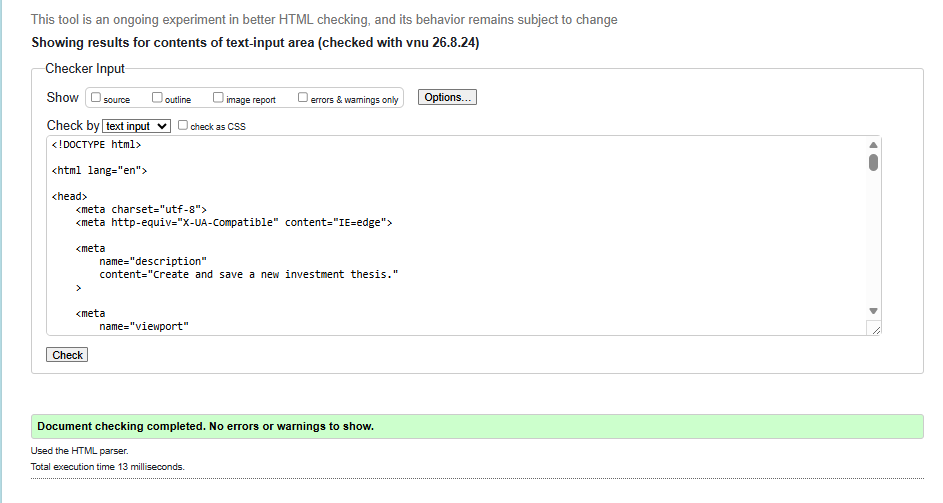 This tool is an ongoing experiment in better HTML checking, and its behavior remains subject to change
Showing results for contents of text-input area (checked with vnu 26.8.24)
Checker Input
Show source outline image report errors & warnings only Options...
Check by text input check as CSS
<!DOCTYPE html>
<html lang="en">
<head>
<meta charset="utf-8">
<meta http-equiv="X-UA-Compatible" content="IE=edge">
<meta
name="description"
content="Create and save a new investment thesis."
>
<meta
name="viewport"
Check
Document checking completed. No errors or warnings to show.
Used the HTML parser.
Total execution time 13 milliseconds.